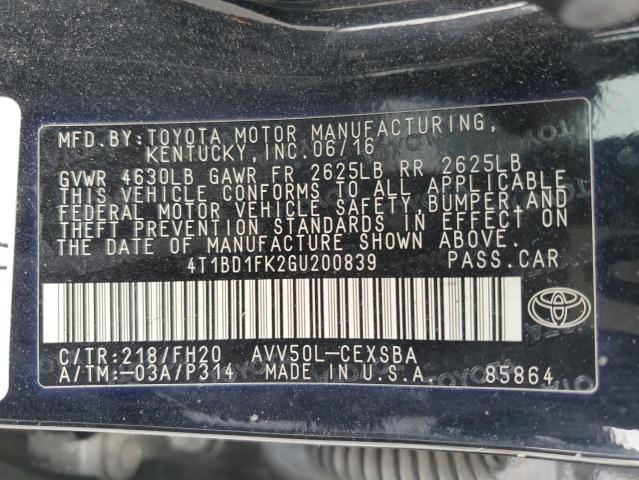 MFD. BY: TOYOTA MOTOR MANUFACTURING,
KENTUCKY, INC. 06/16
GVWR 4630LB GAWR FR 2625LB RR 2625LB
THIS VEHICLE CONFORMS TO ALL APPLICABLE
FEDERAL MOTOR VEHICLE SAFETY, BUMPER, AND
THEFT PREVENTION STANDARDS IN EFFECT ON
THE DATE OF MANUFACTURE SHOWN ABOVE.
4T1BD1FK2GU200839 PASS.CAR
C/TR:218/FH20 AVV50L-CEXSBA
A/TM:-03A/P314 MADE IN U.S.A. 85864